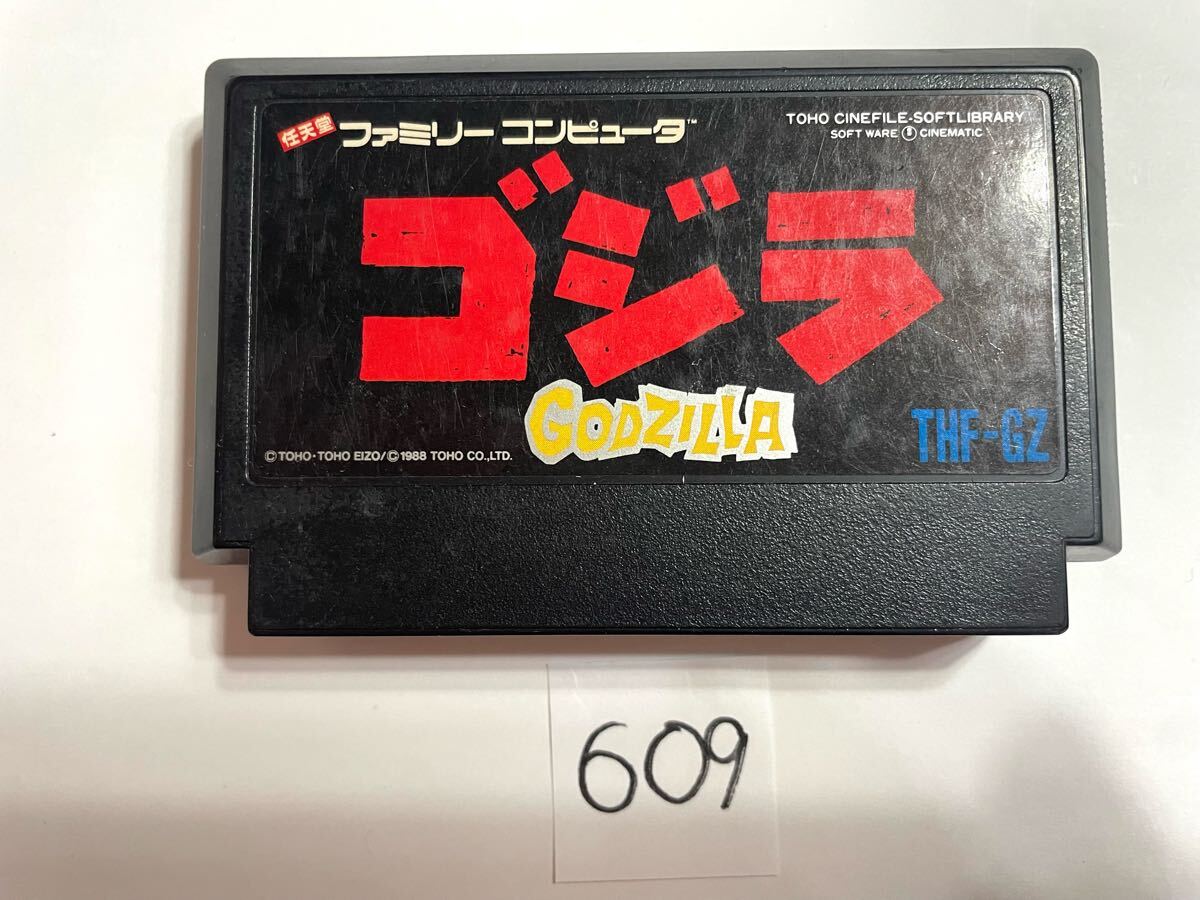 任天堂 ファミリーコンピュータ™
TOHO CINEFILE-SOFTLIBRARY
SOFT WARE 8 CINEMATIC
ゴジラ
GODZILLA
THF-GZ
©TOHO・TOHO EIZO/©1988 TOHO CO.,LTD.
609